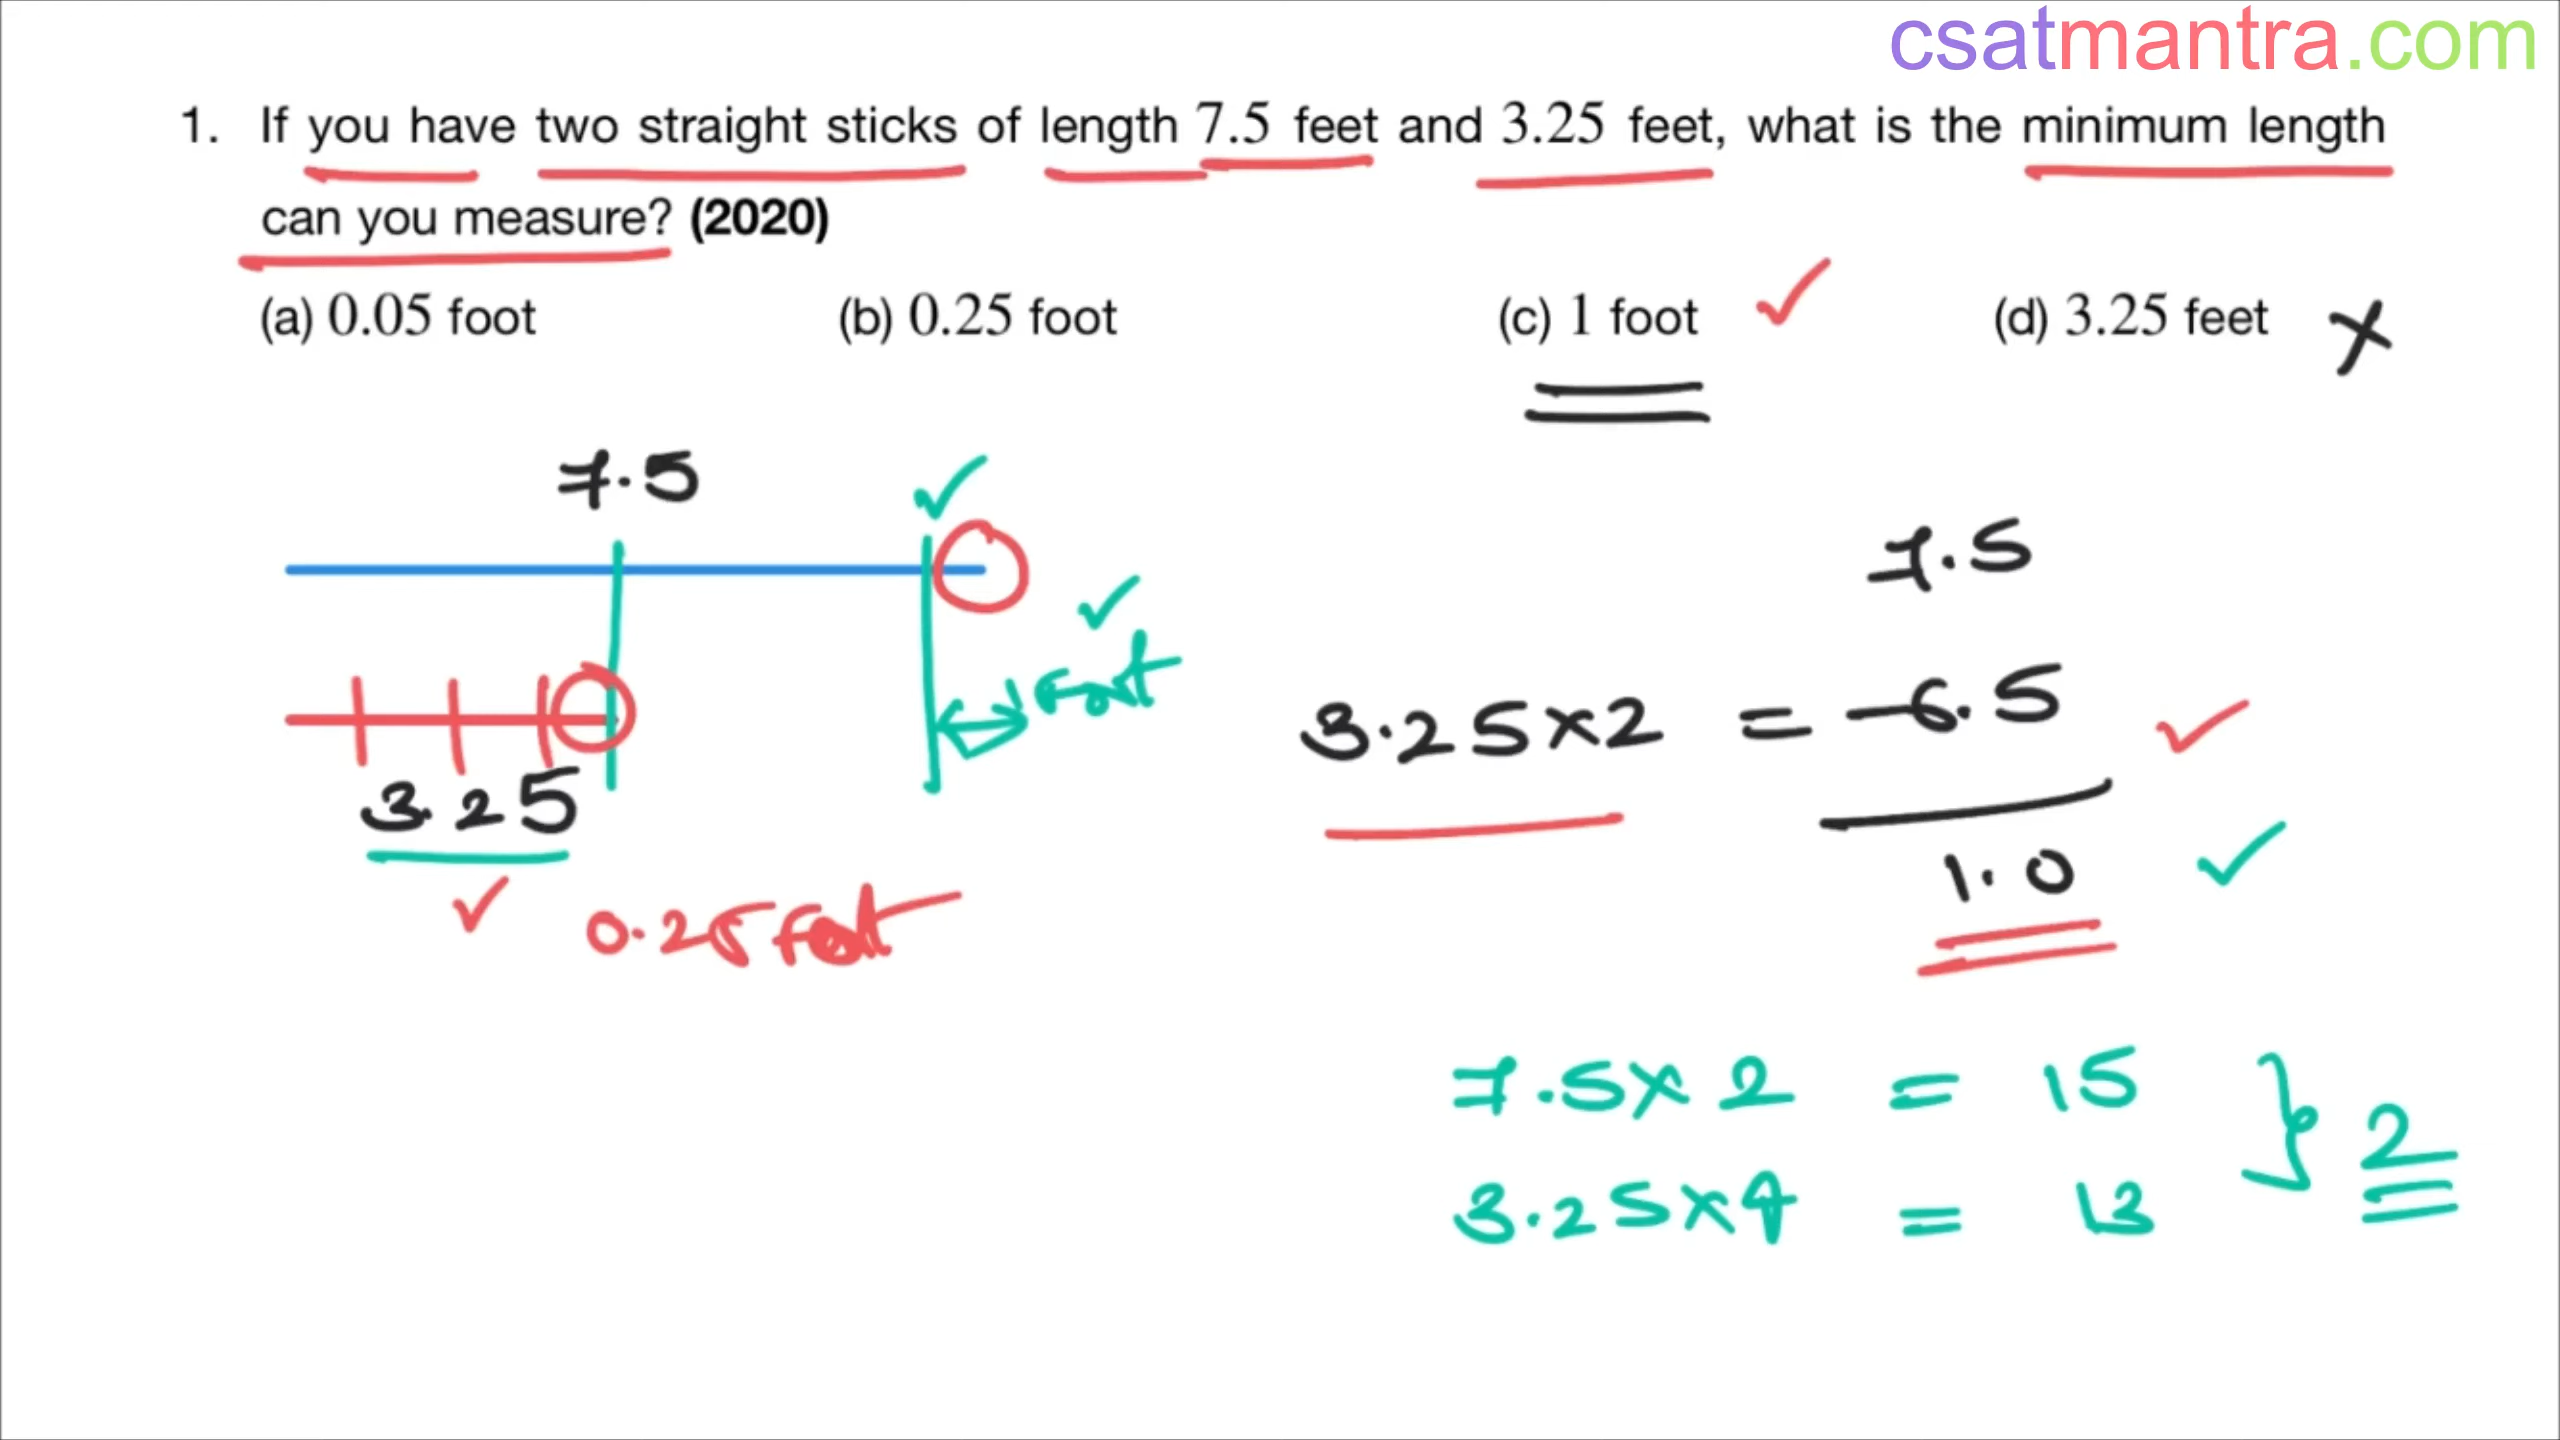 csatmantra.com
1. If you have two straight sticks of length 7.5 feet and 3.25 feet, what is the minimum length
can you measure? (2020)
(a) 0.05 foot (b) 0.25 foot (c) 1 foot (d) 3.25 feet
7.5
3.25
0.25 foot
foot
7.5
3.25×2 = -6.5
1.0
7.5×2 = 15
3.25×4 = 13
} 2